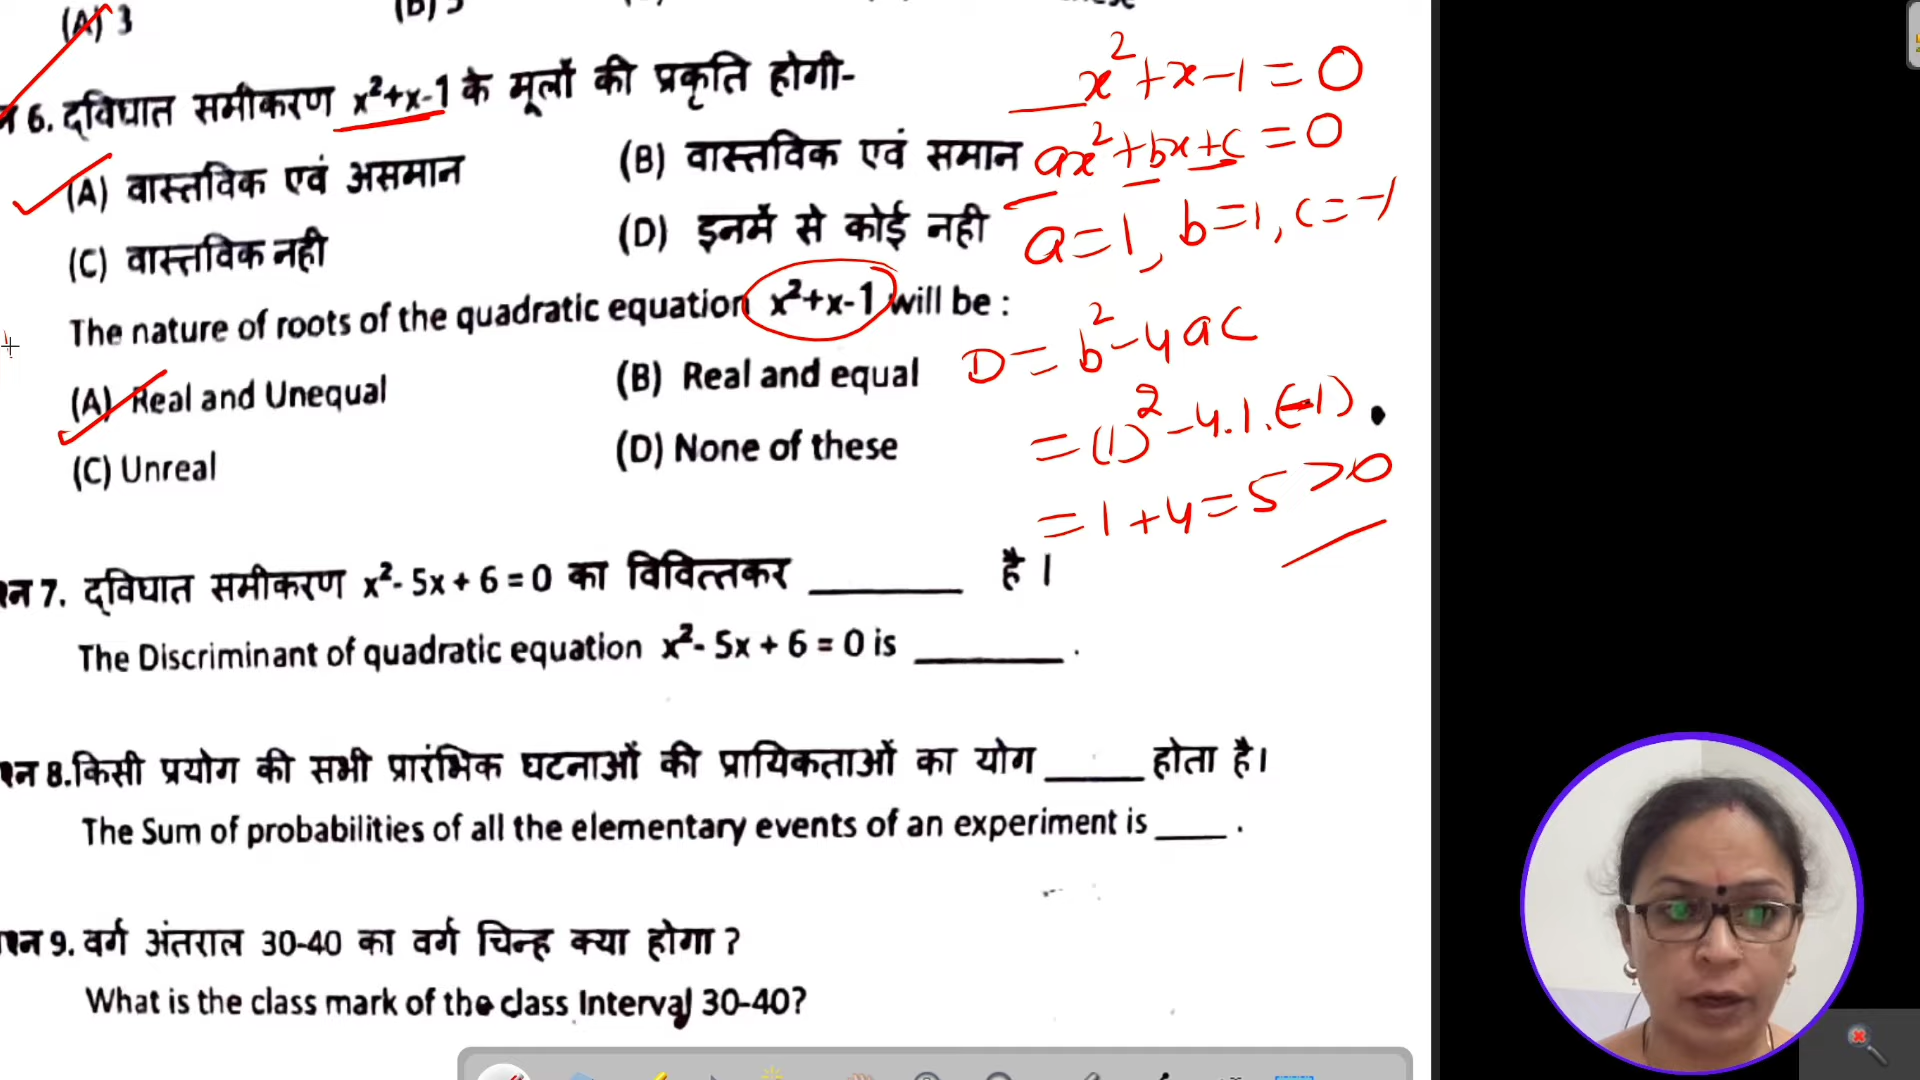 (A) 3
x²+x-1=0
न 6. द्विघात समीकरण x²+x-1 के मूलों की प्रकृति होगी-
ax²+bx+c=0
(A) वास्तविक एवं असमान (B) वास्तविक एवं समान
a=1, b=1, c=-1
(C) वास्तविक नही (D) इनमें से कोई नही
The nature of roots of the quadratic equation x²+x-1 will be :
D=b²-4ac
(A) Real and Unequal (B) Real and equal
=(1)²-4.1.(-1)
(C) Unreal (D) None of these
=1+4=5>0
श्न 7. द्विघात समीकरण x²- 5x + 6 = 0 का विवित्तकर ________ है ।
The Discriminant of quadratic equation x²- 5x + 6 = 0 is ________ .
श्न 8.किसी प्रयोग की सभी प्रारंभिक घटनाओं की प्रायिकताओं का योग _____ होता है।
The Sum of probabilities of all the elementary events of an experiment is ____ .
श्न 9. वर्ग अंतराल 30-40 का वर्ग चिन्ह क्या होगा ?
What is the class mark of the class Interval 30-40?